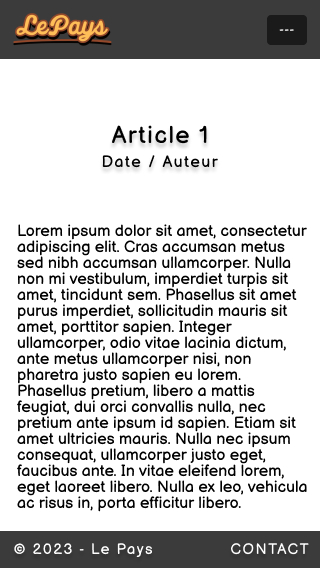 LePays
---
Article 1
Date / Auteur
Lorem ipsum dolor sit amet, consectetur
adipiscing elit. Cras accumsan metus
sed nibh accumsan ullamcorper. Nulla
non mi vestibulum, imperdiet turpis sit
amet, tincidunt sem. Phasellus sit amet
purus imperdiet, sollicitudin mauris sit
amet, porttitor sapien. Integer
ullamcorper, odio vitae lacinia dictum,
ante metus ullamcorper nisi, non
pharetra justo sapien eu lorem.
Phasellus pretium, libero a mattis
feugiat, dui orci convallis nulla, nec
pretium ante ipsum id sapien. Etiam sit
amet ultricies mauris. Nulla nec ipsum
consequat, ullamcorper justo eget,
faucibus ante. In vitae eleifend lorem,
eget laoreet libero. Nulla ex leo, vehicula
ac risus in, porta efficitur libero.
© 2023 - Le Pays CONTACT